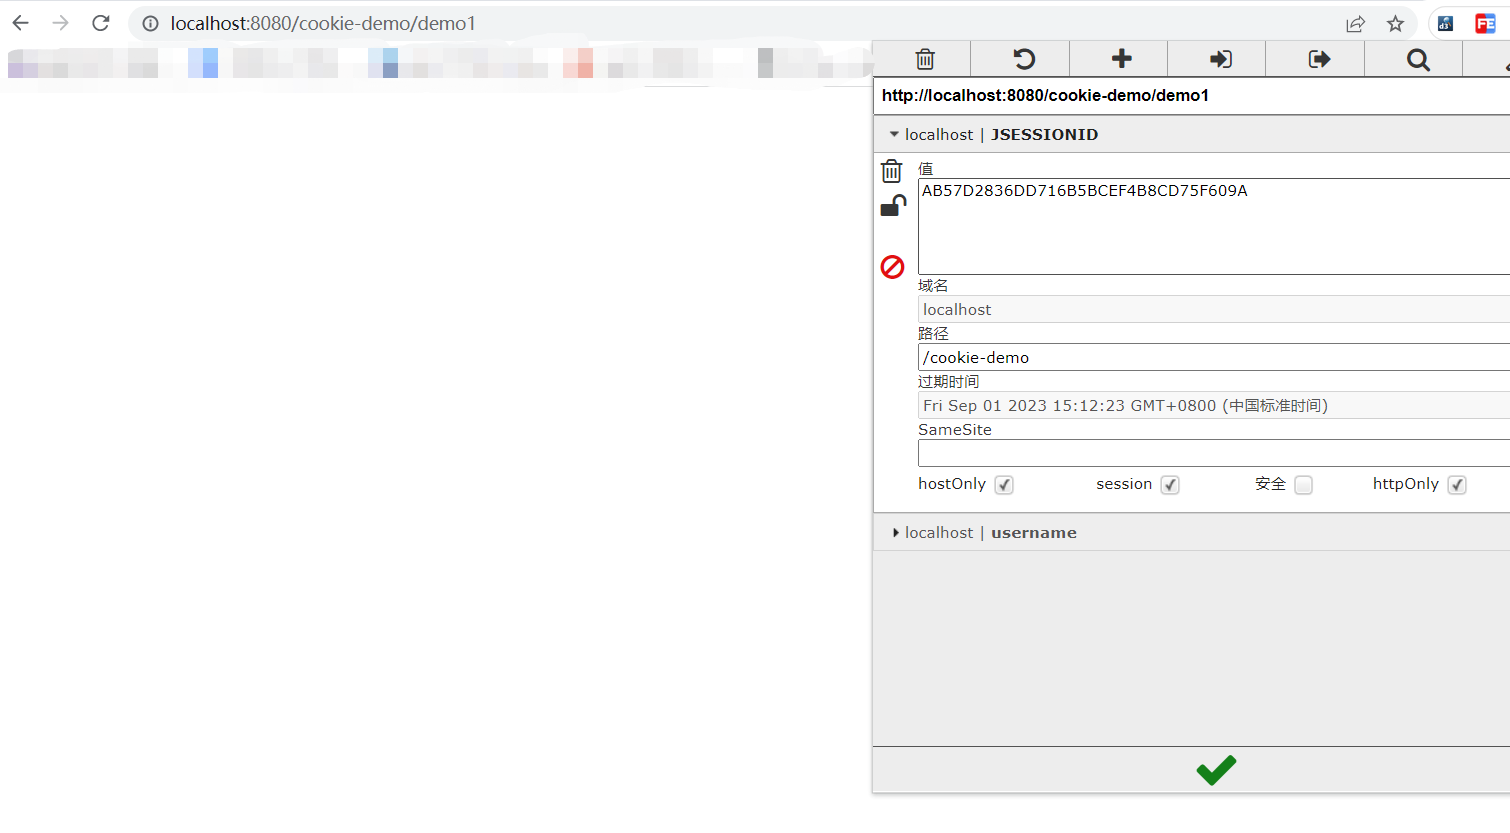 localhost:8080/cookie-demo/demo1
d3
FE
http://localhost:8080/cookie-demo/demo1
localhost | JSESSIONID
值
AB57D2836DD716B5BCEF4B8CD75F609A
域名
localhost
路径
/cookie-demo
过期时间
Fri Sep 01 2023 15:12:23 GMT+0800 (中国标准时间)
SameSite
hostOnly session 安全 httpOnly
localhost | username